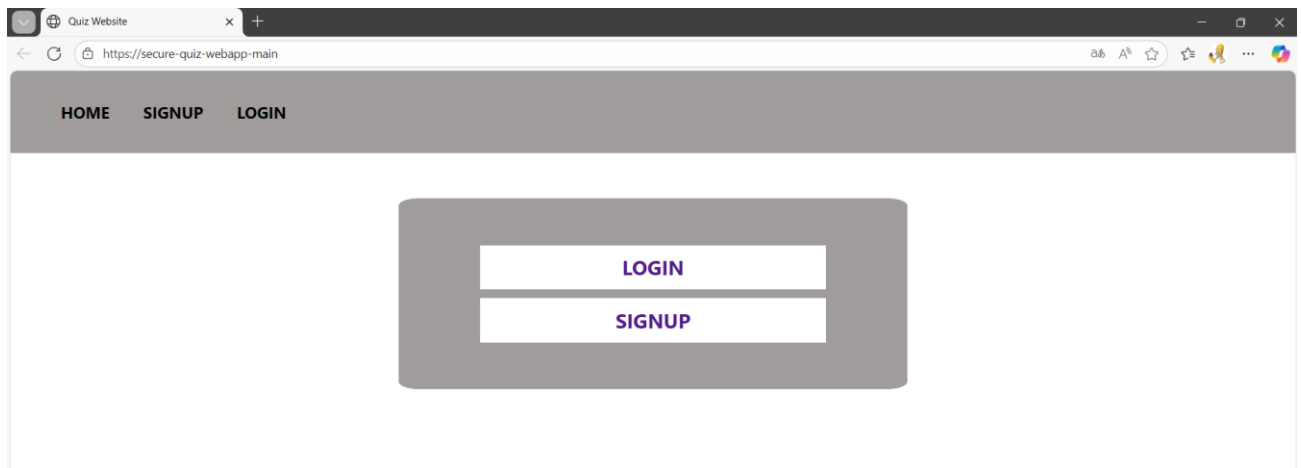 Quiz Website
https://secure-quiz-webapp-main
HOME SIGNUP LOGIN
LOGIN
SIGNUP